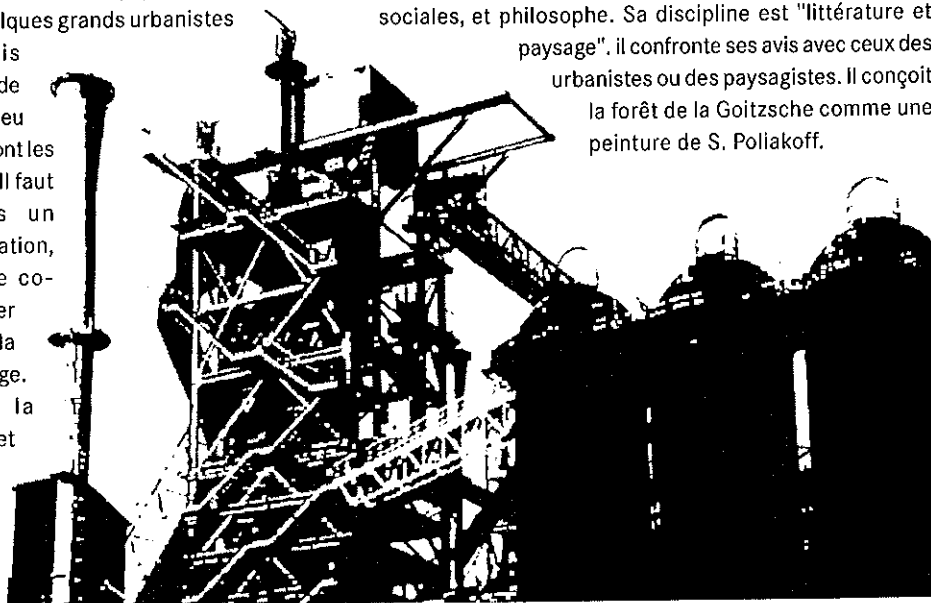 lques grands urbanistes
is
de
eu
ont les
Il faut
s un
ation,
e co-
er
la
ge.
la
et
sociales, et philosophe. Sa discipline est "littérature et
paysage". il confronte ses avis avec ceux des
urbanistes ou des paysagistes. Il conçoit
la forêt de la Goitzsche comme une
peinture de S. Poliakoff.